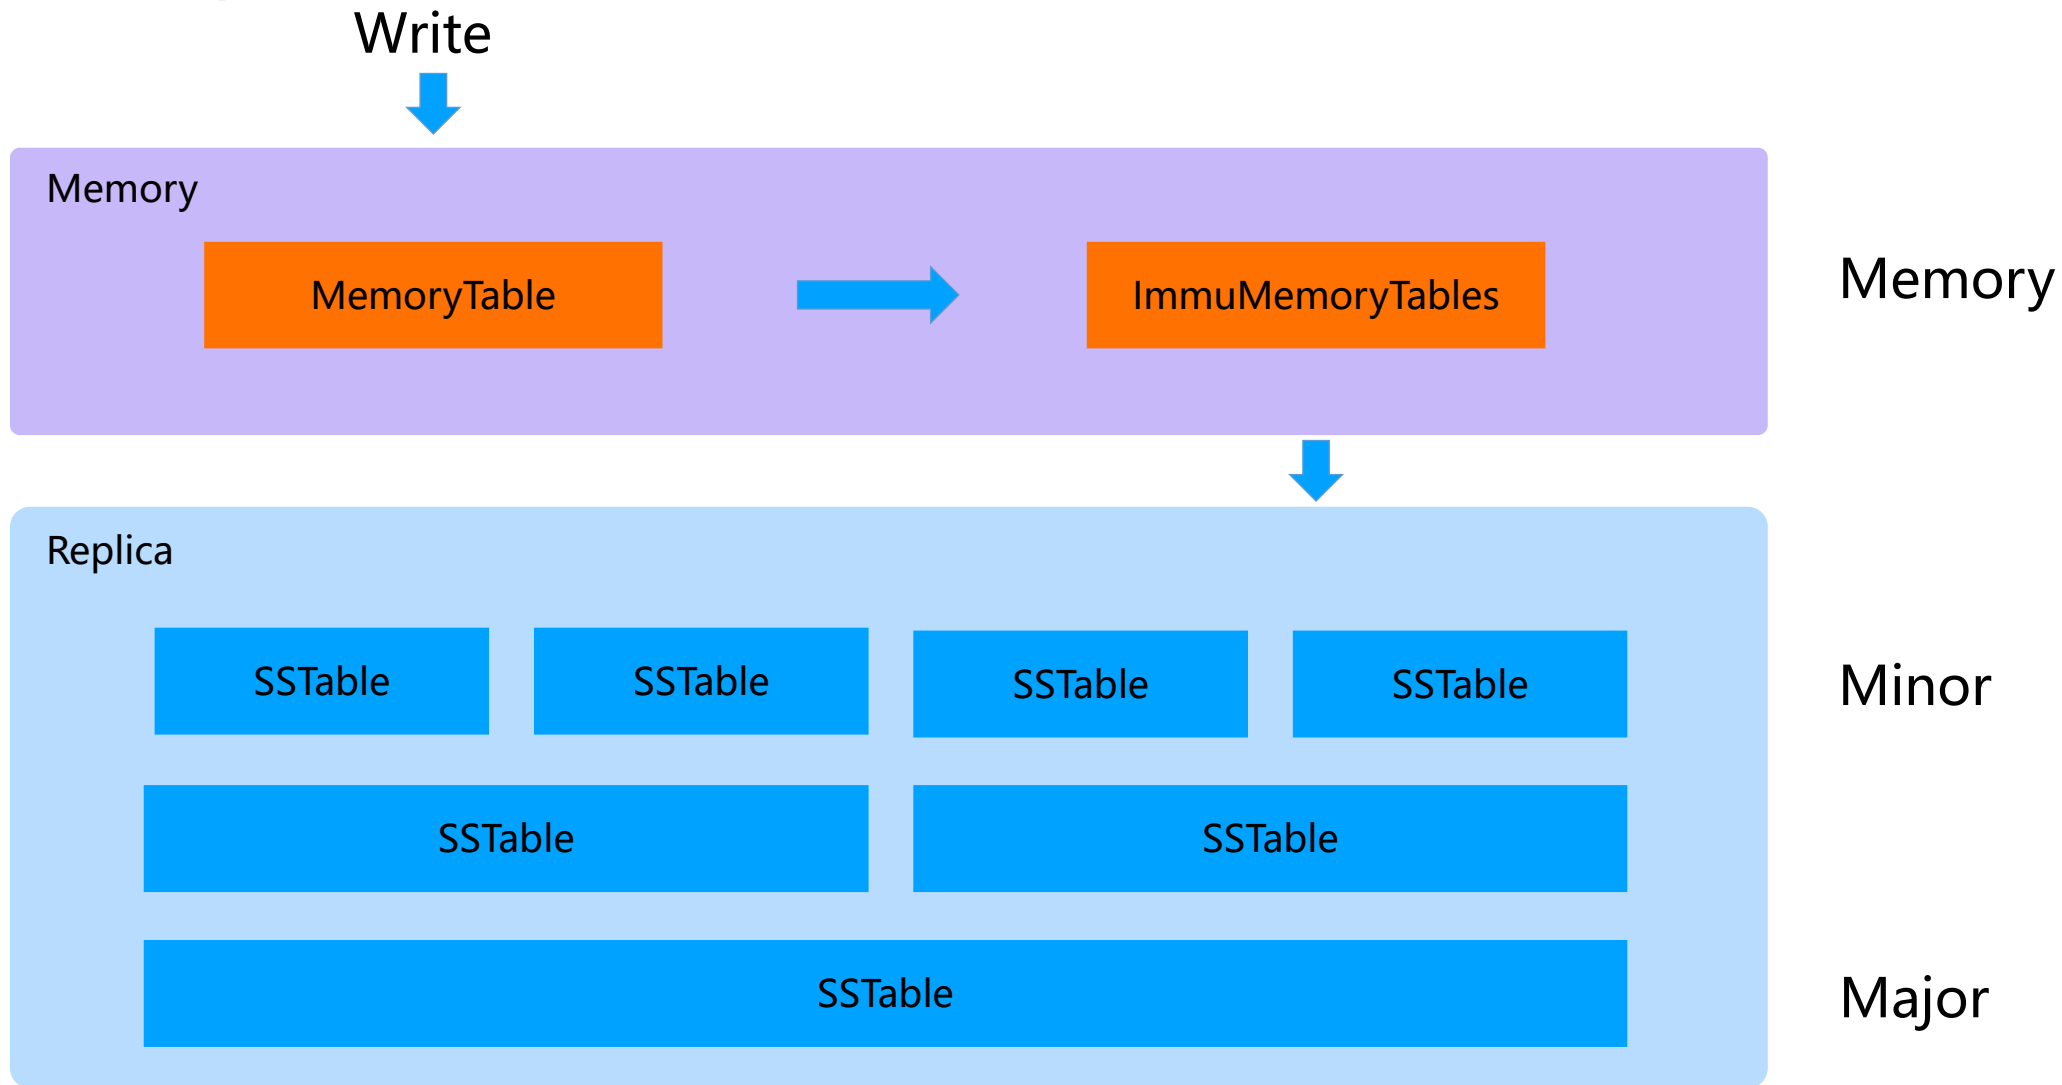 Write
Memory
MemoryTable
ImmuMemoryTables
Memory
Replica
SSTable
SSTable
SSTable
SSTable
Minor
SSTable
SSTable
SSTable
Major